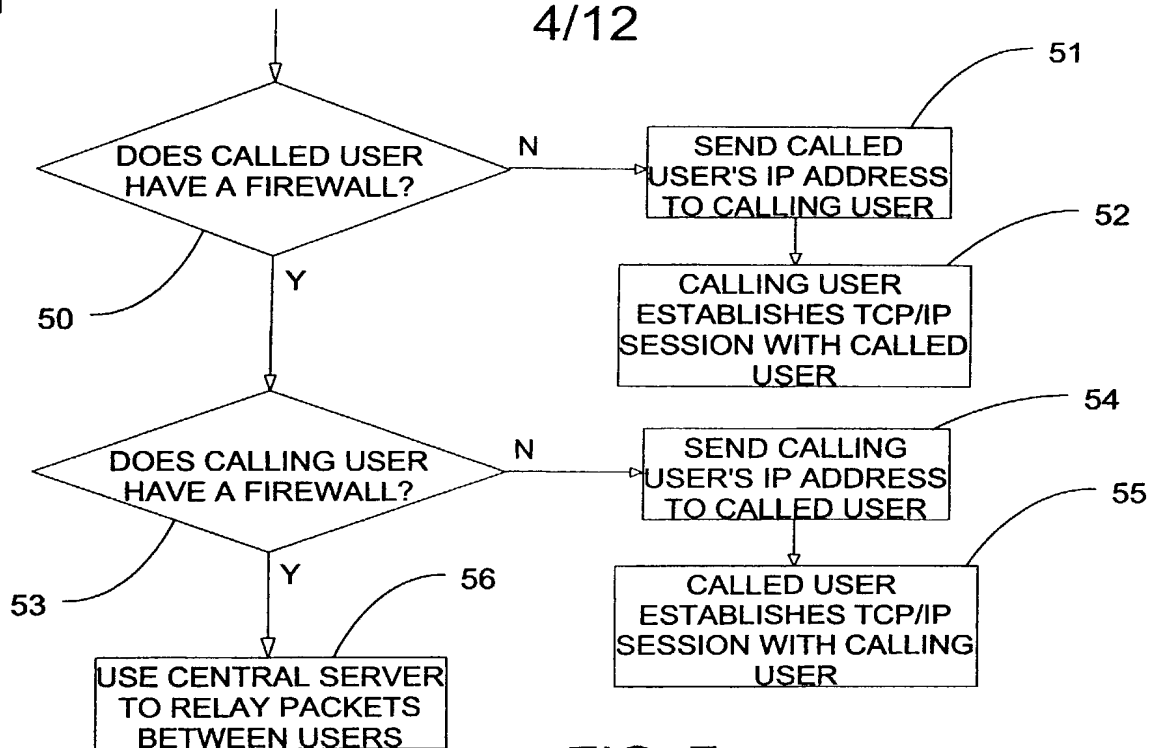 4/12
51
DOES CALLED USER
HAVE A FIREWALL?
N
SEND CALLED
USER'S IP ADDRESS
TO CALLING USER
52
50
Y
CALLING USER
ESTABLISHES TCP/IP
SESSION WITH CALLED
USER
54
DOES CALLING USER
HAVE A FIREWALL?
N
SEND CALLING
USER'S IP ADDRESS
TO CALLED USER
55
53
Y
56
CALLED USER
ESTABLISHES TCP/IP
SESSION WITH CALLING
USER
USE CENTRAL SERVER
TO RELAY PACKETS
BETWEEN USERS